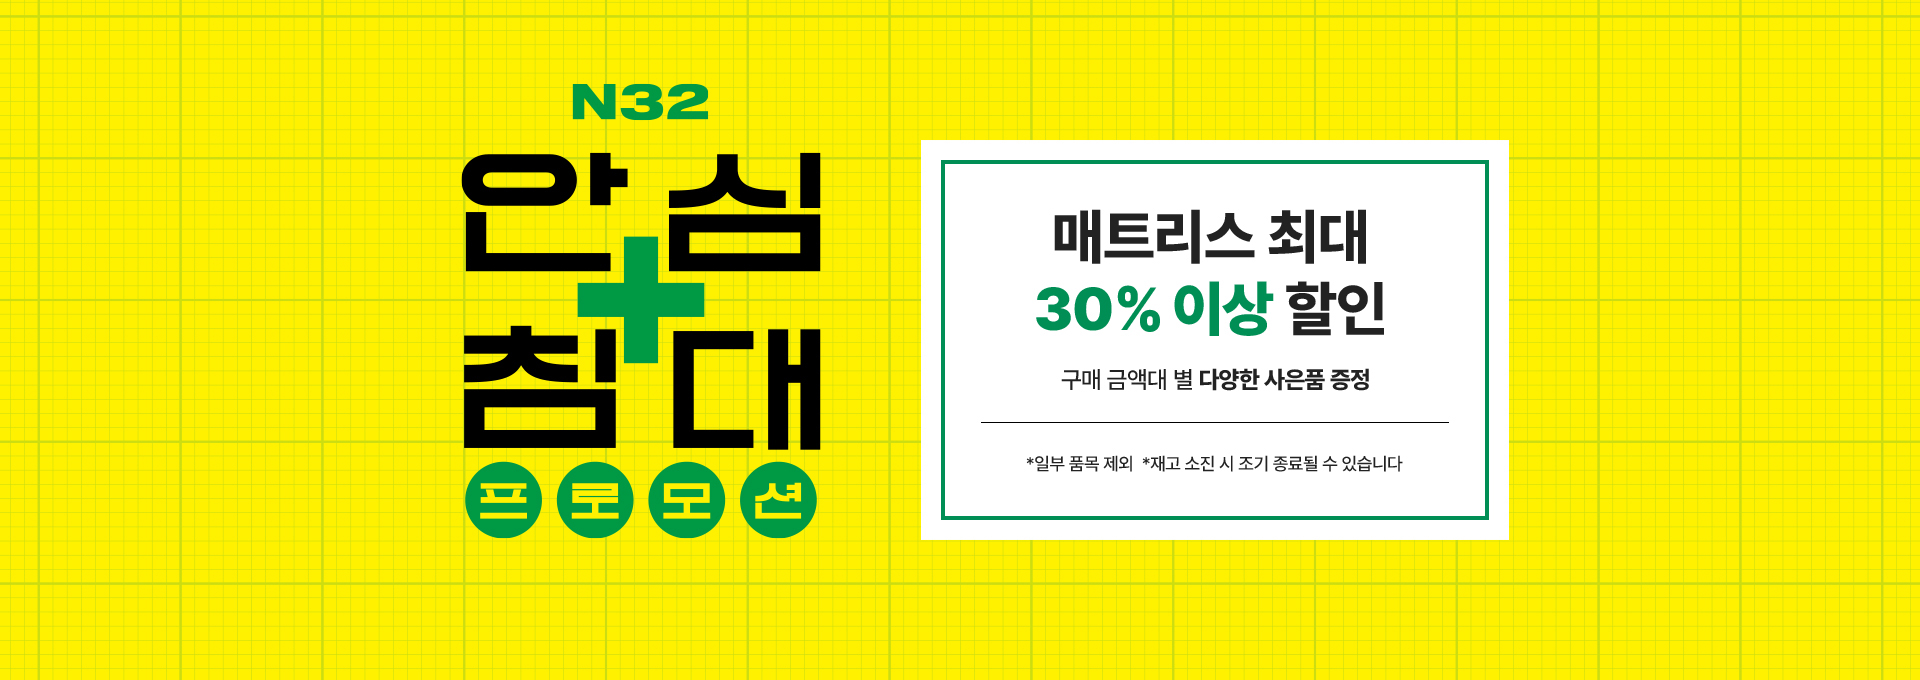 N32
안심
침대
프로모션
매트리스 최대
30% 이상 할인
구매 금액대 별 다양한 사은품 증정
*일부 품목 제외 *재고 소진 시 조기 종료될 수 있습니다